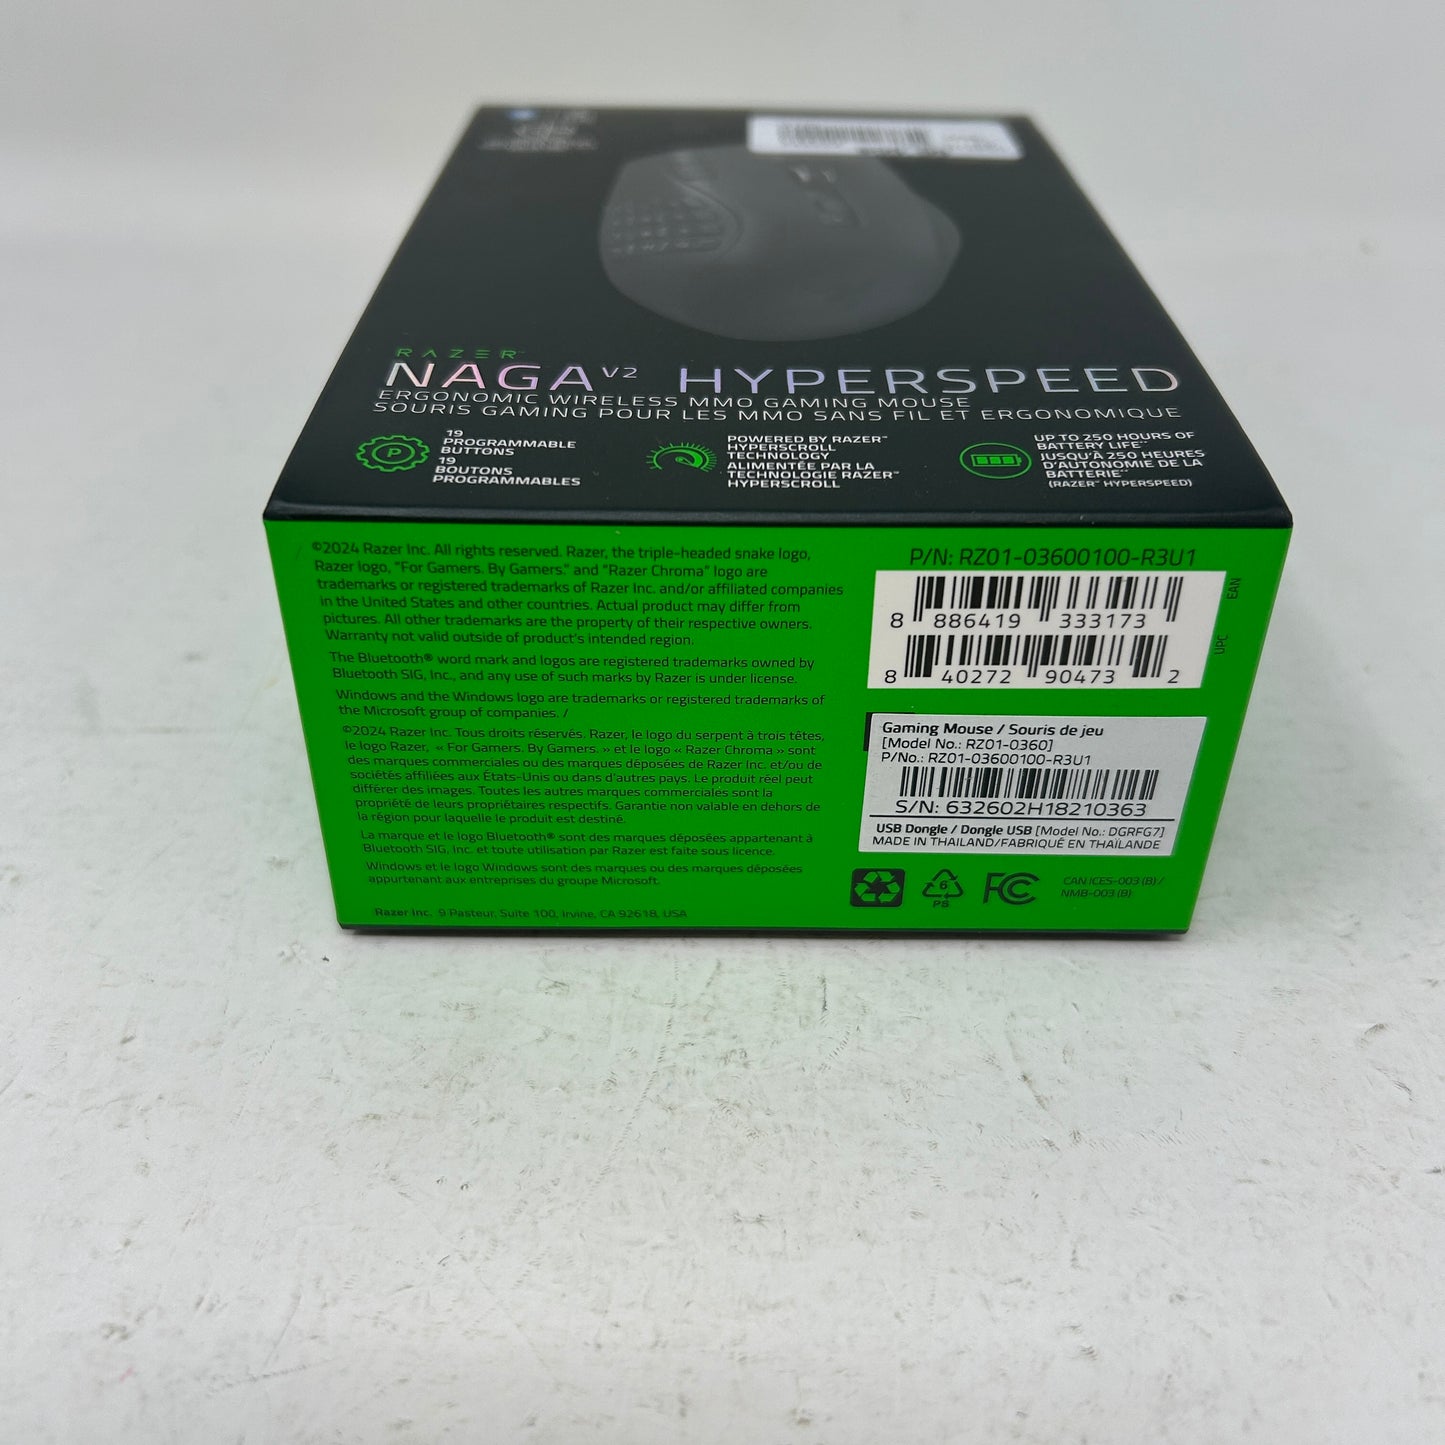 RAZER™
NAGA V2 HYPERSPEED
ERGONOMIC WIRELESS MMO GAMING MOUSE
SOURIS GAMING POUR LES MMO SANS FIL ET ERGONOMIQUE
P
19
PROGRAMMABLE
BUTTONS
19
BOUTONS
PROGRAMMABLES
POWERED BY RAZER™
HYPERSCROLL
TECHNOLOGY
ALIMENTÉE PAR LA
TECHNOLOGIE RAZER™
HYPERSCROLL
UP TO 250 HOURS OF
BATTERY LIFE**
JUSQU'À 250 HEURES
D'AUTONOMIE DE LA
BATTERIE**
(RAZER™ HYPERSPEED)
©2024 Razer Inc. All rights reserved. Razer, the triple-headed snake logo,
Razer logo, "For Gamers. By Gamers." and "Razer Chroma" logo are
trademarks or registered trademarks of Razer Inc. and/or affiliated companies
in the United States and other countries. Actual product may differ from
pictures. All other trademarks are the property of their respective owners.
Warranty not valid outside of product's intended region.
The Bluetooth® word mark and logos are registered trademarks owned by
Bluetooth SIG, Inc., and any use of such marks by Razer is under license.
Windows and the Windows logo are trademarks or registered trademarks of
the Microsoft group of companies. /
©2024 Razer Inc. Tous droits réservés. Razer, le logo du serpent à trois têtes,
le logo Razer, « For Gamers. By Gamers. » et le logo « Razer Chroma » sont
des marques commerciales ou des marques déposées de Razer Inc. et/ou de
sociétés affiliées aux États-Unis ou dans d'autres pays. Le produit réel peut
différer des images. Toutes les autres marques commerciales sont la
propriété de leurs propriétaires respectifs. Garantie non valable en dehors de
la région pour laquelle le produit est destiné.
La marque et le logo Bluetooth® sont des marques déposées appartenant à
Bluetooth SIG, Inc. et toute utilisation par Razer est faite sous licence.
Windows et le logo Windows sont des marques ou des marques déposées
appartenant aux entreprises du groupe Microsoft.
Razer Inc. 9 Pasteur, Suite 100, Irvine, CA 92618, USA
P/N: RZ01-03600100-R3U1
8 886419 333173
EAN
8 40272 90473 2
UPC
Gaming Mouse / Souris de jeu
[Model No.: RZ01-0360]
P/No.: RZ01-03600100-R3U1
S/N: 632602H18210363
USB Dongle / Dongle USB [Model No.: DGRFG7]
MADE IN THAILAND/FABRIQUÉ EN THAÏLANDE
6
PS
FC
CAN ICES-003 (B) /
NMB-003 (B)